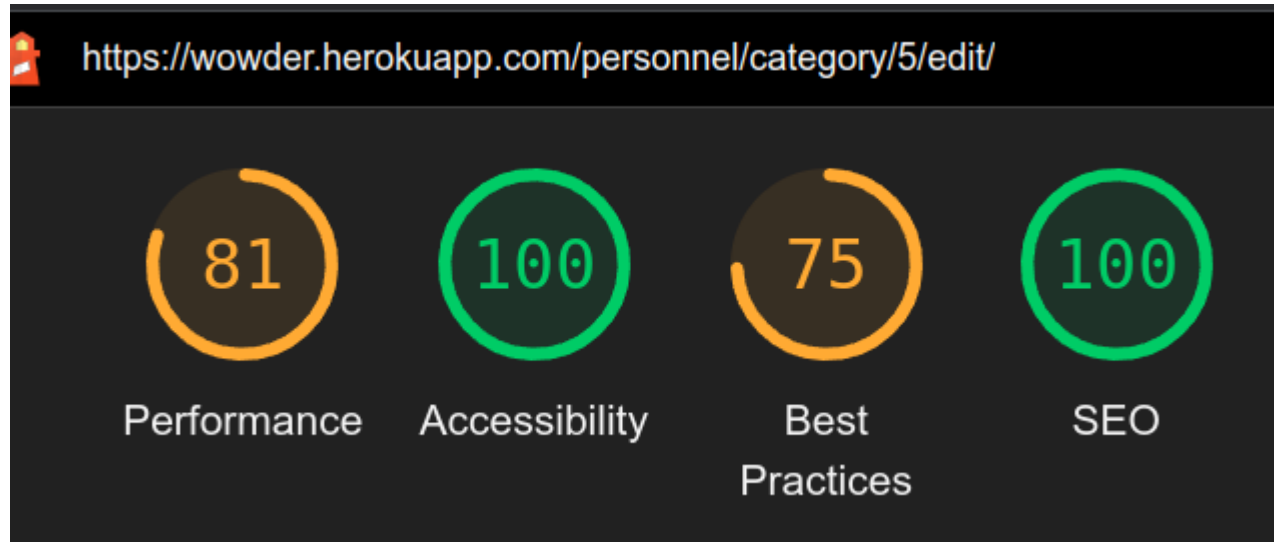 https://wowder.herokuapp.com/personnel/category/5/edit/
81
100
75
100
Performance
Accessibility
Best
Practices
SEO